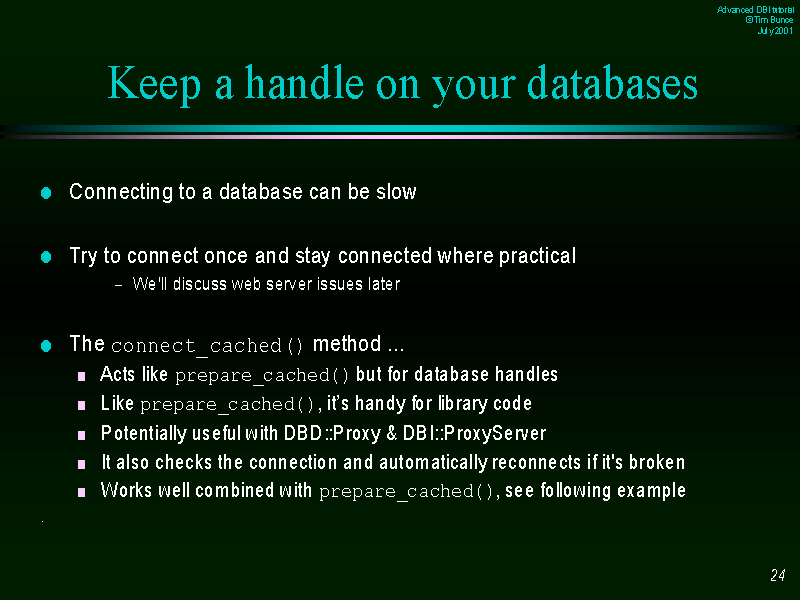 Advanced DBI tutorial
© Tim Bunce
July 2001
Keep a handle on your databases
Connecting to a database can be slow
Try to connect once and stay connected where practical
– We'll discuss web server issues later
The connect_cached() method ...
Acts like prepare_cached() but for database handles
Like prepare_cached(), it’s handy for library code
Potentially useful with DBD::Proxy & DBI::ProxyServer
It also checks the connection and automatically reconnects if it's broken
Works well combined with prepare_cached(), see following example
.
24